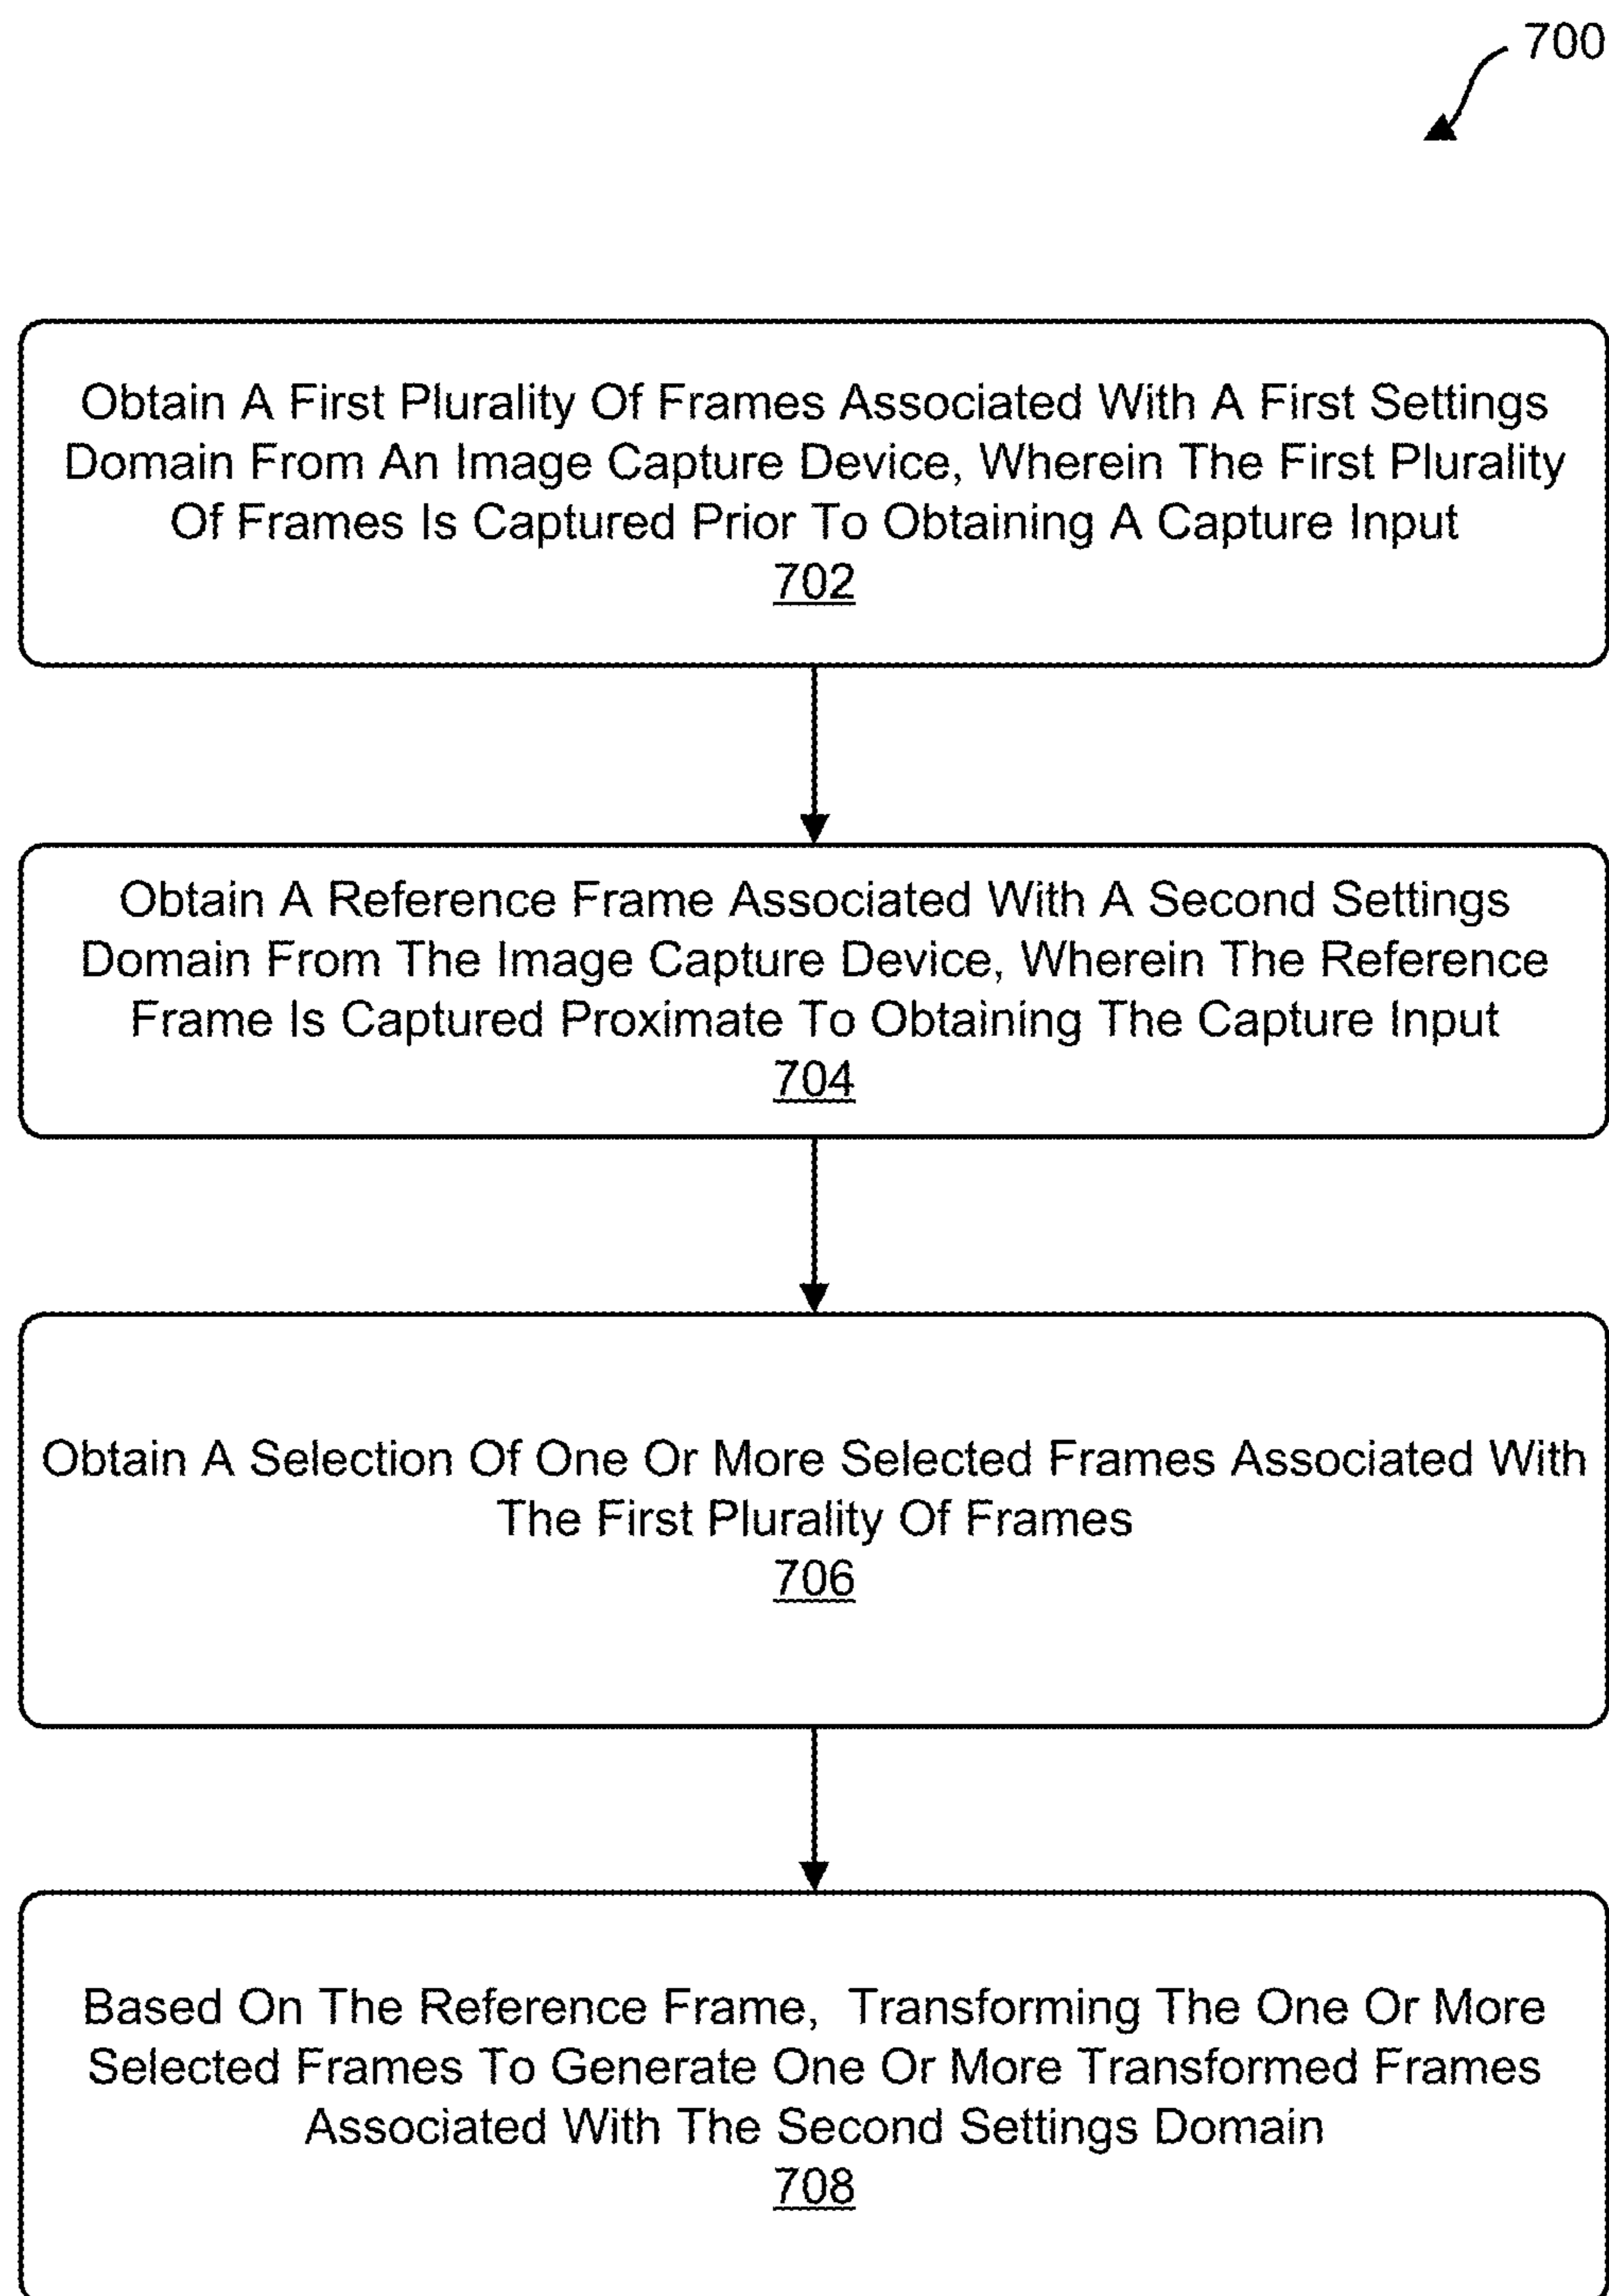 700
Obtain A First Plurality Of Frames Associated With A First Settings
Domain From An Image Capture Device, Wherein The First Plurality
Of Frames Is Captured Prior To Obtaining A Capture Input
702
Obtain A Reference Frame Associated With A Second Settings
Domain From The Image Capture Device, Wherein The Reference
Frame Is Captured Proximate To Obtaining The Capture Input
704
Obtain A Selection Of One Or More Selected Frames Associated With
The First Plurality Of Frames
706
Based On The Reference Frame,  Transforming The One Or More
Selected Frames To Generate One Or More Transformed Frames
Associated With The Second Settings Domain
708